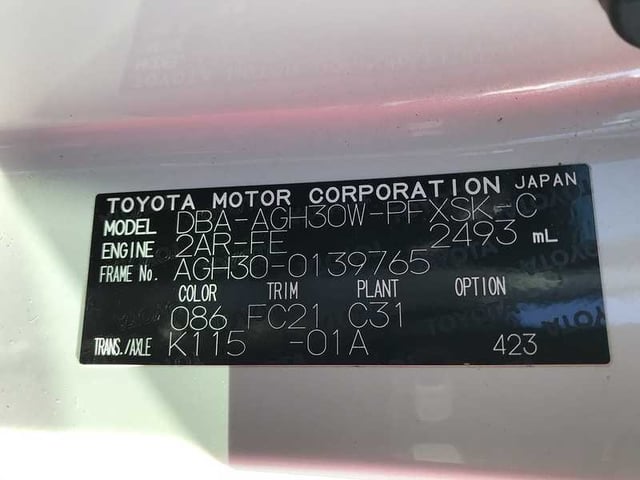 TOYOTA MOTOR CORPORATION JAPAN
MODEL DBA-AGH30W-PFXSK-C
ENGINE 2AR-FE 2493 mL
FRAME No. AGH30-0139765
COLOR TRIM PLANT OPTION
086 FC21 C31
TRANS./AXLE K115 -01A 423